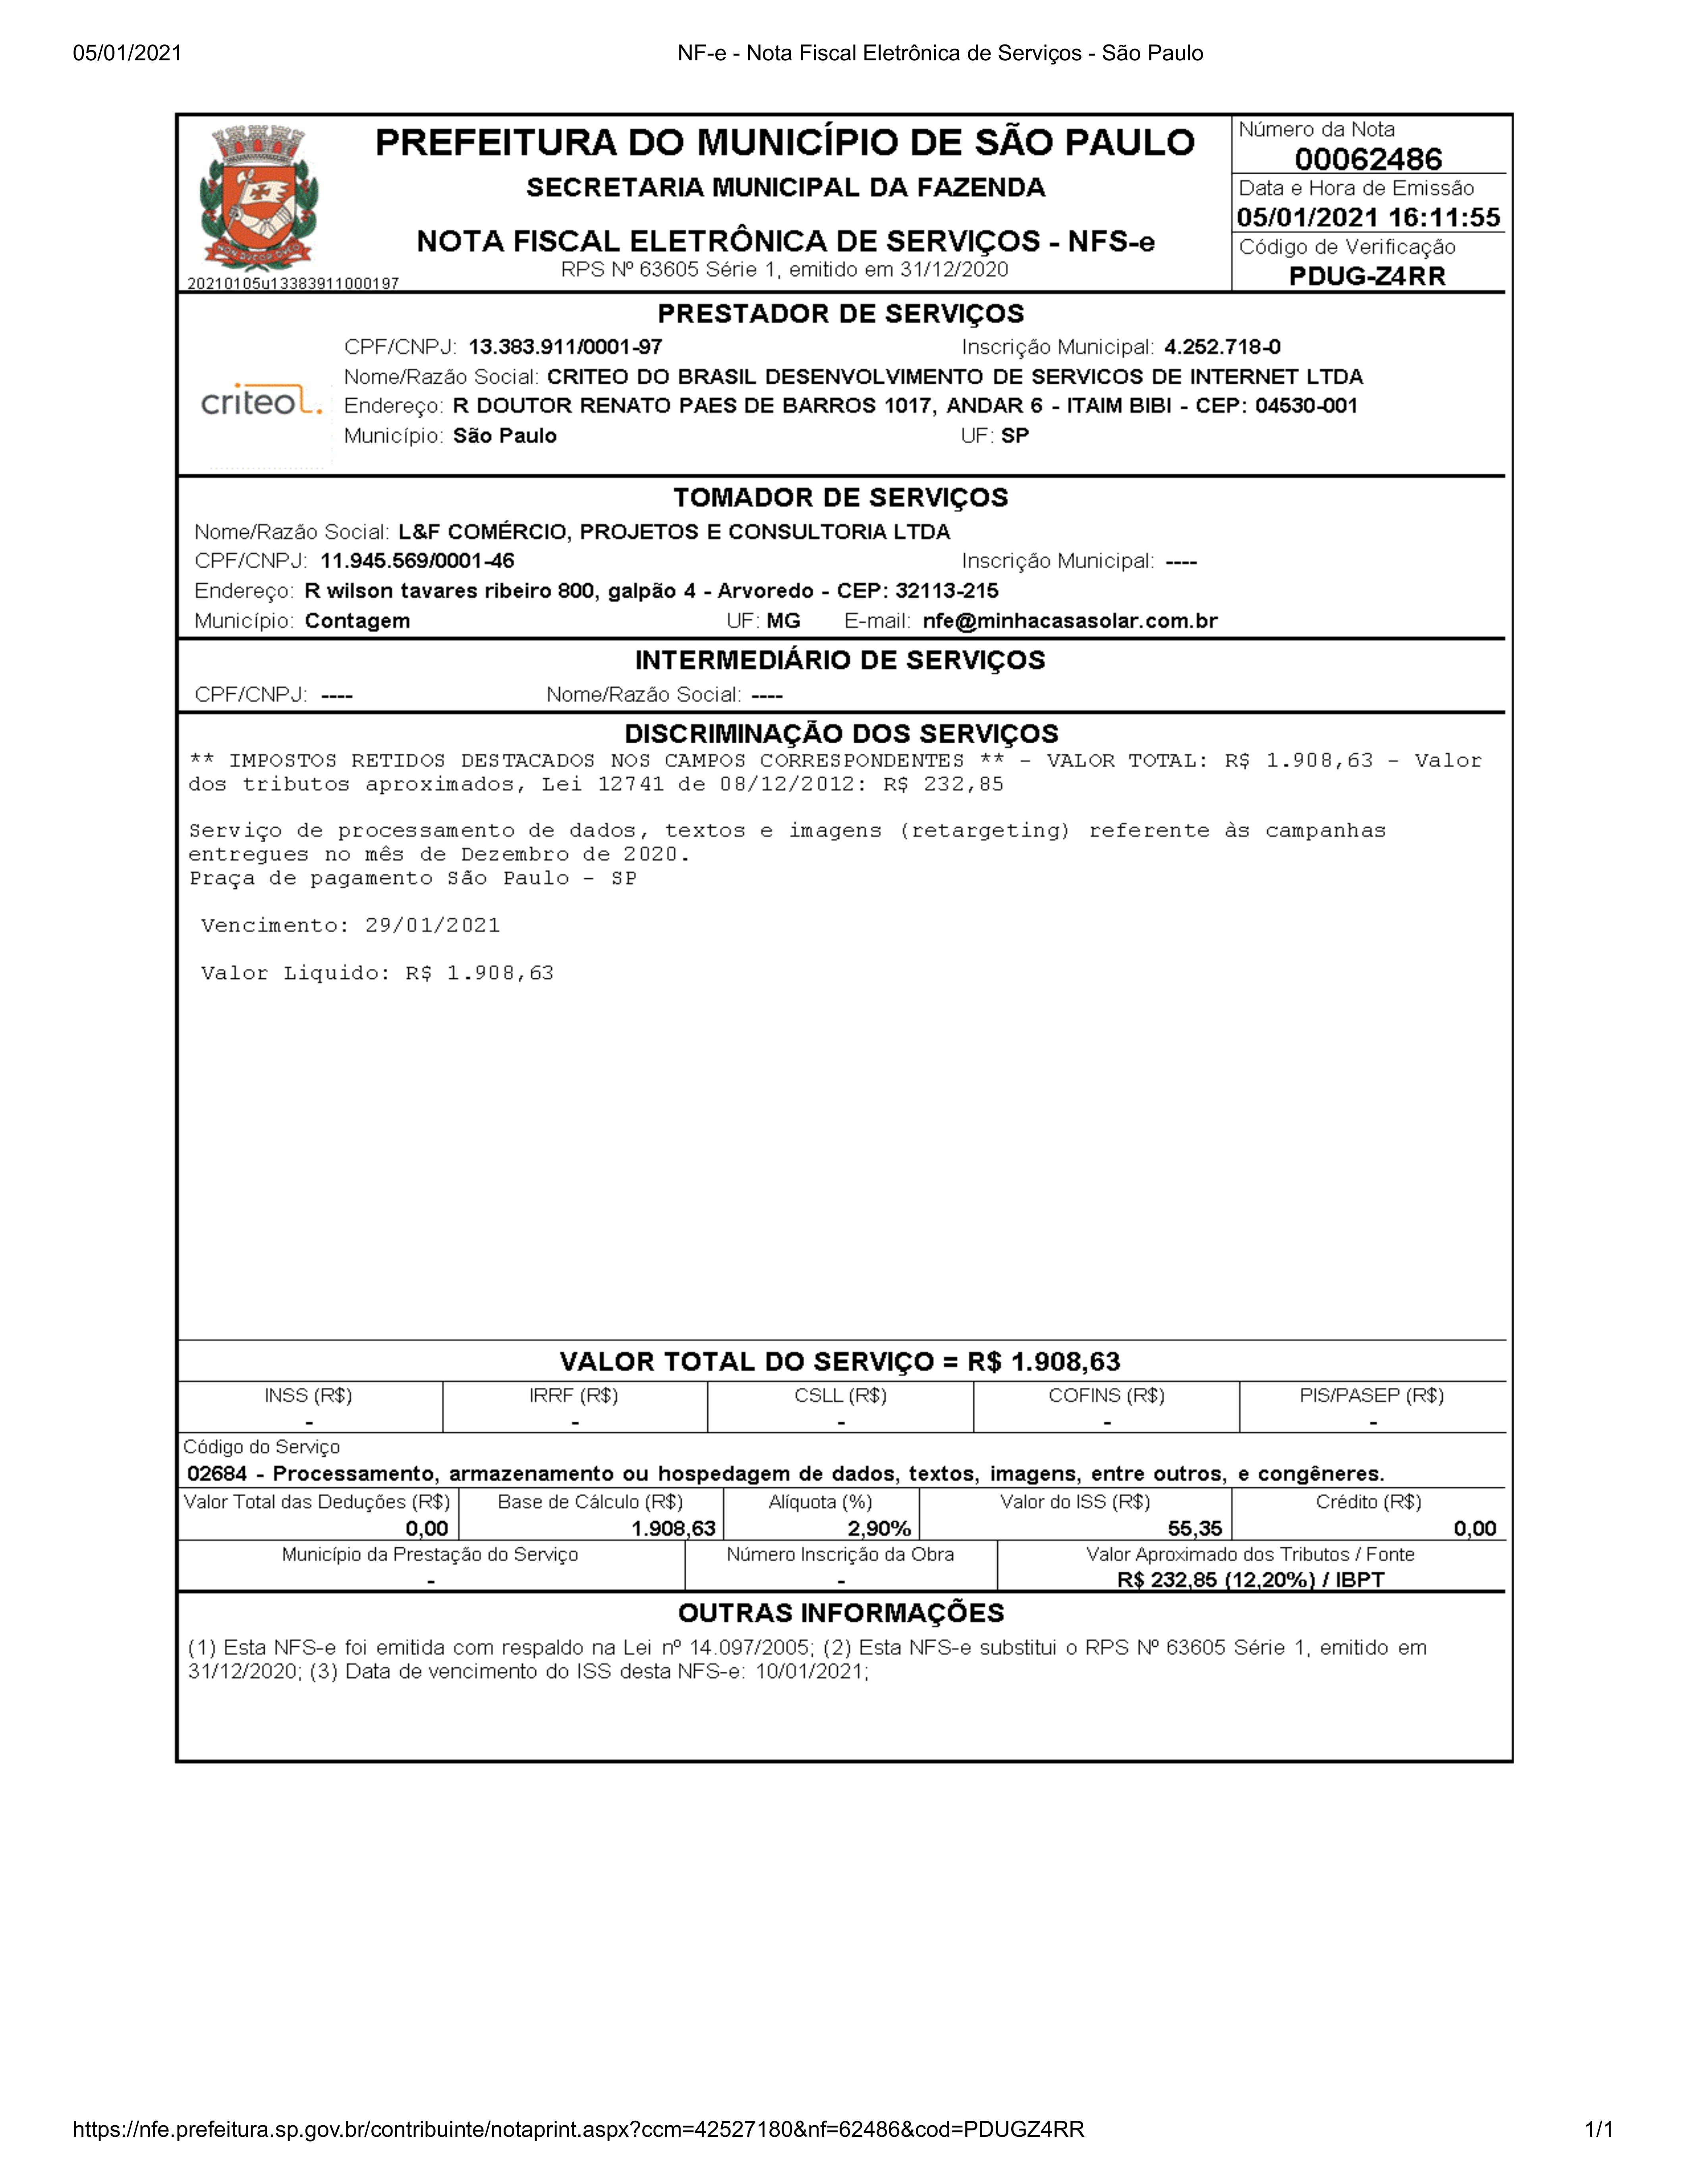 05/01/2021 NF-e - Nota Fiscal Eletrônica de Serviços - São Paulo
PREFEITURA DO MUNICÍPIO DE SÃO PAULO
SECRETARIA MUNICIPAL DA FAZENDA
NOTA FISCAL ELETRÔNICA DE SERVIÇOS - NFS-e
RPS Nº 63605 Série 1, emitido em 31/12/2020
20210105u13383911000197
Número da Nota
00062486
Data e Hora de Emissão
05/01/2021 16:11:55
Código de Verificação
PDUG-Z4RR
PRESTADOR DE SERVIÇOS
criteo.
CPF/CNPJ: 13.383.911/0001-97 Inscrição Municipal: 4.252.718-0
Nome/Razão Social: CRITEO DO BRASIL DESENVOLVIMENTO DE SERVICOS DE INTERNET LTDA
Endereço: R DOUTOR RENATO PAES DE BARROS 1017, ANDAR 6 - ITAIM BIBI - CEP: 04530-001
Município: São Paulo UF: SP
TOMADOR DE SERVIÇOS
Nome/Razão Social: L&F COMÉRCIO, PROJETOS E CONSULTORIA LTDA
CPF/CNPJ: 11.945.569/0001-46 Inscrição Municipal: ----
Endereço: R wilson tavares ribeiro 800, galpão 4 - Arvoredo - CEP: 32113-215
Município: Contagem UF: MG E-mail: nfe@minhacasasolar.com.br
INTERMEDIÁRIO DE SERVIÇOS
CPF/CNPJ: ---- Nome/Razão Social: ----
DISCRIMINAÇÃO DOS SERVIÇOS
** IMPOSTOS RETIDOS DESTACADOS NOS CAMPOS CORRESPONDENTES ** - VALOR TOTAL: R$ 1.908,63 - Valor
dos tributos aproximados, Lei 12741 de 08/12/2012: R$ 232,85
Serviço de processamento de dados, textos e imagens (retargeting) referente às campanhas
entregues no mês de Dezembro de 2020.
Praça de pagamento São Paulo - SP
Vencimento: 29/01/2021
Valor Liquido: R$ 1.908,63
VALOR TOTAL DO SERVIÇO = R$ 1.908,63
INSS (R$) IRRF (R$) CSLL (R$) COFINS (R$) PIS/PASEP (R$)
- - - - -
Código do Serviço
02684 - Processamento, armazenamento ou hospedagem de dados, textos, imagens, entre outros, e congêneres.
Valor Total das Deduções (R$) Base de Cálculo (R$) Alíquota (%) Valor do ISS (R$) Crédito (R$)
0,00 1.908,63 2,90% 55,35 0,00
Município da Prestação do Serviço Número Inscrição da Obra Valor Aproximado dos Tributos / Fonte
- - R$ 232,85 (12,20%) / IBPT
OUTRAS INFORMAÇÕES
(1) Esta NFS-e foi emitida com respaldo na Lei nº 14.097/2005; (2) Esta NFS-e substitui o RPS Nº 63605 Série 1, emitido em
31/12/2020; (3) Data de vencimento do ISS desta NFS-e: 10/01/2021;
https://nfe.prefeitura.sp.gov.br/contribuinte/notaprint.aspx?ccm=42527180&nf=62486&cod=PDUGZ4RR 1/1